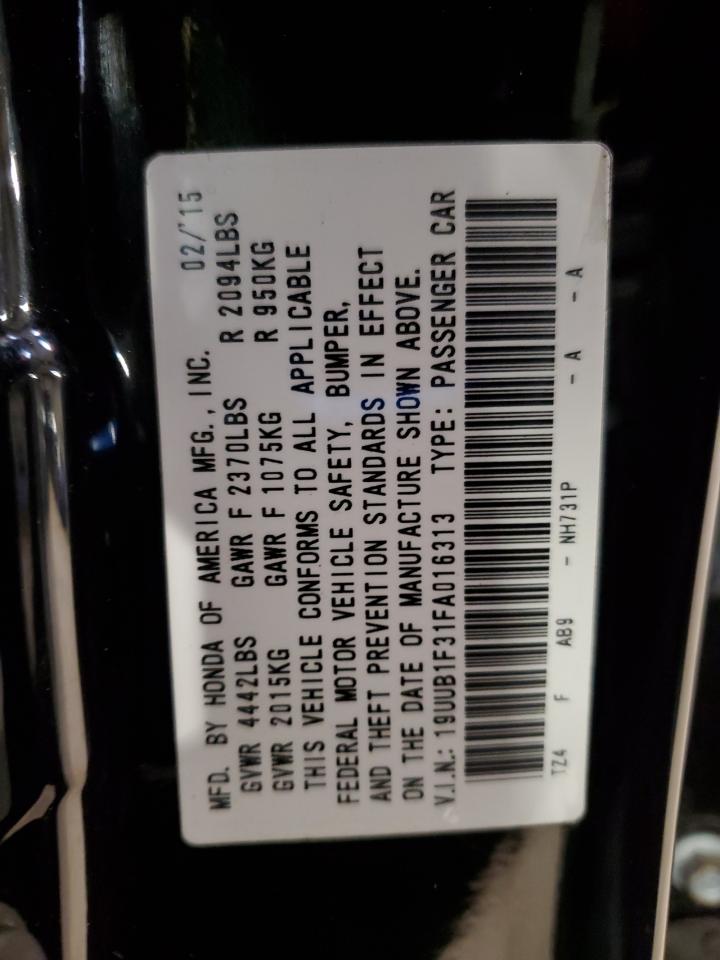 MFD. BY HONDA OF AMERICA MFG., INC. 02/'15
GVWR 4442LBS GAWR F 2370LBS R 2094LBS
GVWR 2015KG GAWR F 1075KG R 950KG
THIS VEHICLE CONFORMS TO ALL APPLICABLE
FEDERAL MOTOR VEHICLE SAFETY, BUMPER,
AND THEFT PREVENTION STANDARDS IN EFFECT
ON THE DATE OF MANUFACTURE SHOWN ABOVE.
V.I.N.: 19UUB1F31FA016313 TYPE: PASSENGER CAR
TZ4 F AB9 - NH731P - A - A